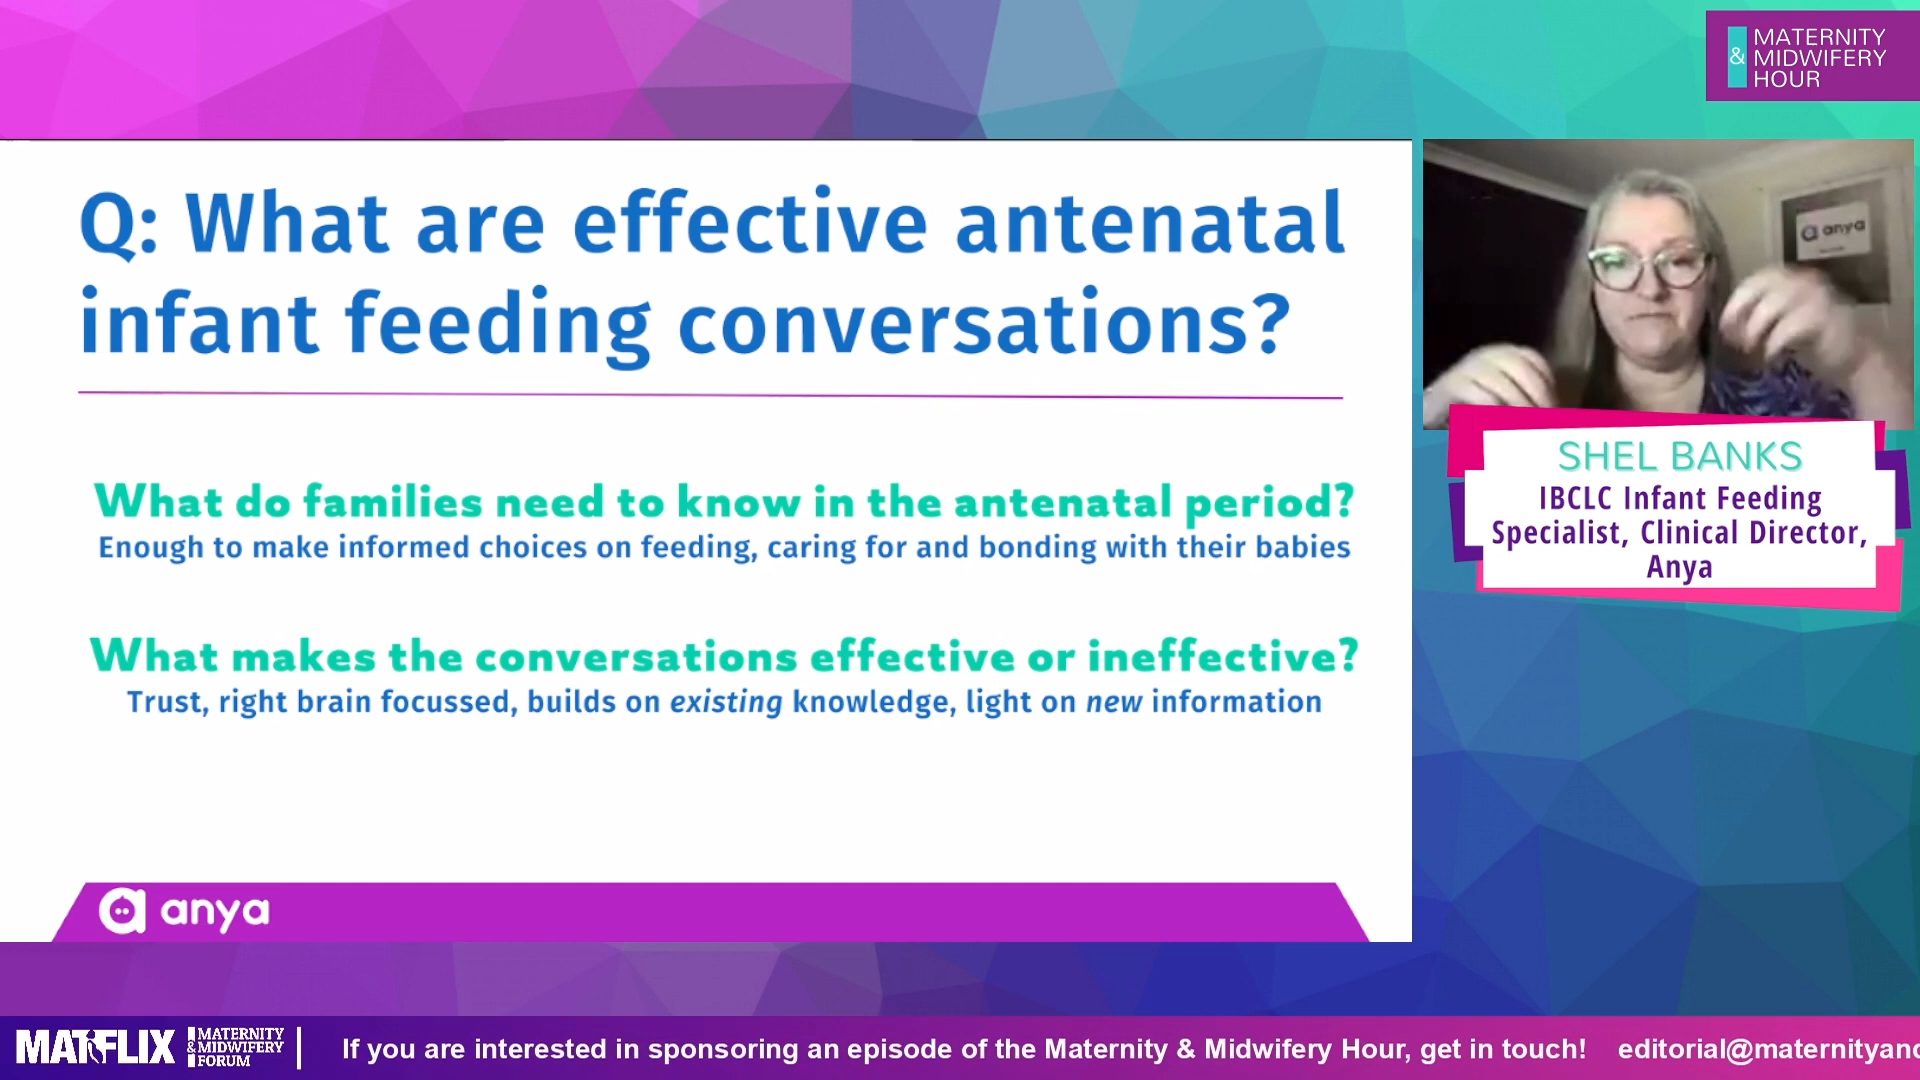 MATERNITY
& MIDWIFERY
HOUR
Q: What are effective antenatal
infant feeding conversations?
What do families need to know in the antenatal period?
Enough to make informed choices on feeding, caring for and bonding with their babies
What makes the conversations effective or ineffective?
Trust, right brain focussed, builds on existing knowledge, light on new information
anya
anya
SHEL BANKS
IBCLC Infant Feeding
Specialist, Clinical Director,
Anya
MATFLIX
MATERNITY
& MIDWIFERY
FORUM
If you are interested in sponsoring an episode of the Maternity & Midwifery Hour, get in touch! editorial@maternityand